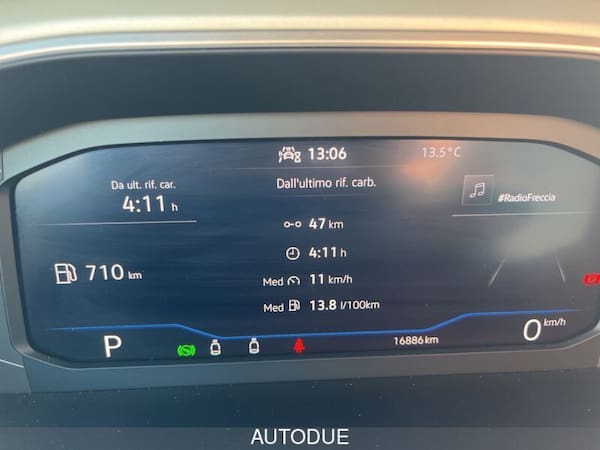 13:06
13.5°C
Da ult. rif. car.
4:11 h
Dall'ultimo rif. carb.
#RadioFreccia
47 km
4:11 h
710 km
Med 11 km/h
Med 13.8 l/100km
P
16886 km
0 km/h
AUTODUE